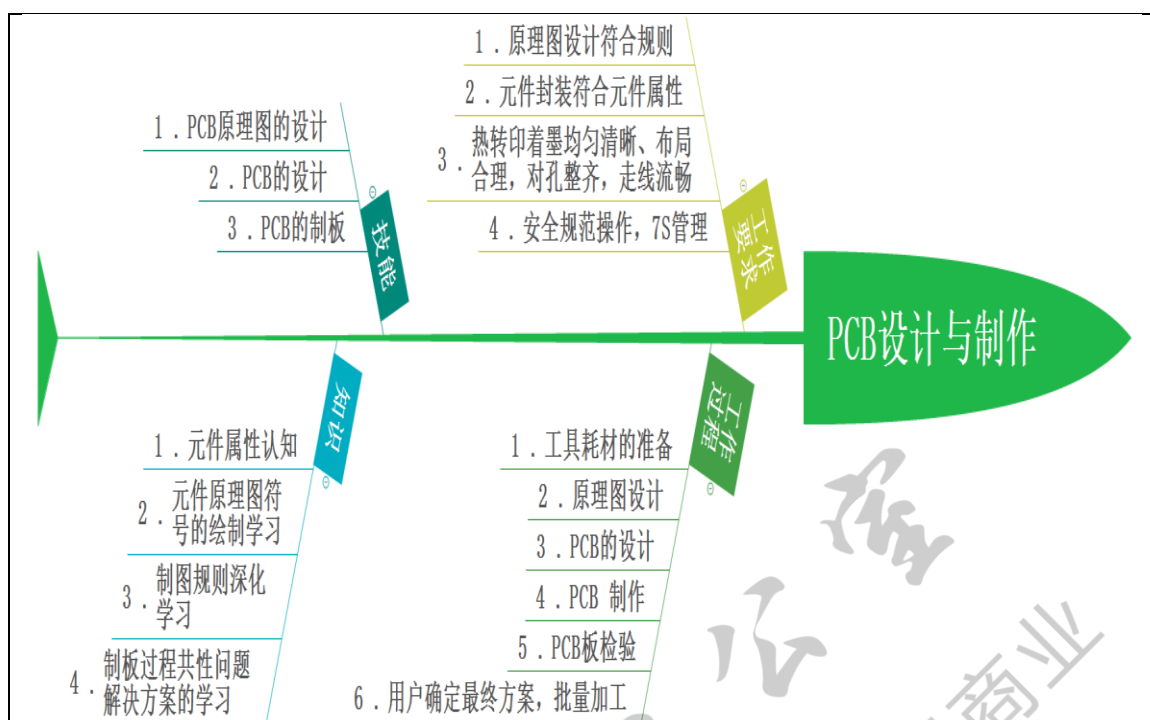 1．原理图设计符合规则
2．元件封装符合元件属性
3．热转印着墨均匀清晰、布局
合理，对孔整齐，走线流畅
4．安全规范操作，7S管理
工作
要求
1．PCB原理图的设计
2．PCB的设计
3．PCB的制板
技能
PCB设计与制作
知识
1．元件属性认知
2．元件原理图符
号的绘制学习
3．制图规则深化
学习
4．制板过程共性问题
解决方案的学习
工作
过程
1．工具耗材的准备
2．原理图设计
3．PCB的设计
4．PCB 制作
5．PCB板检验
6．用户确定最终方案，批量加工
商业